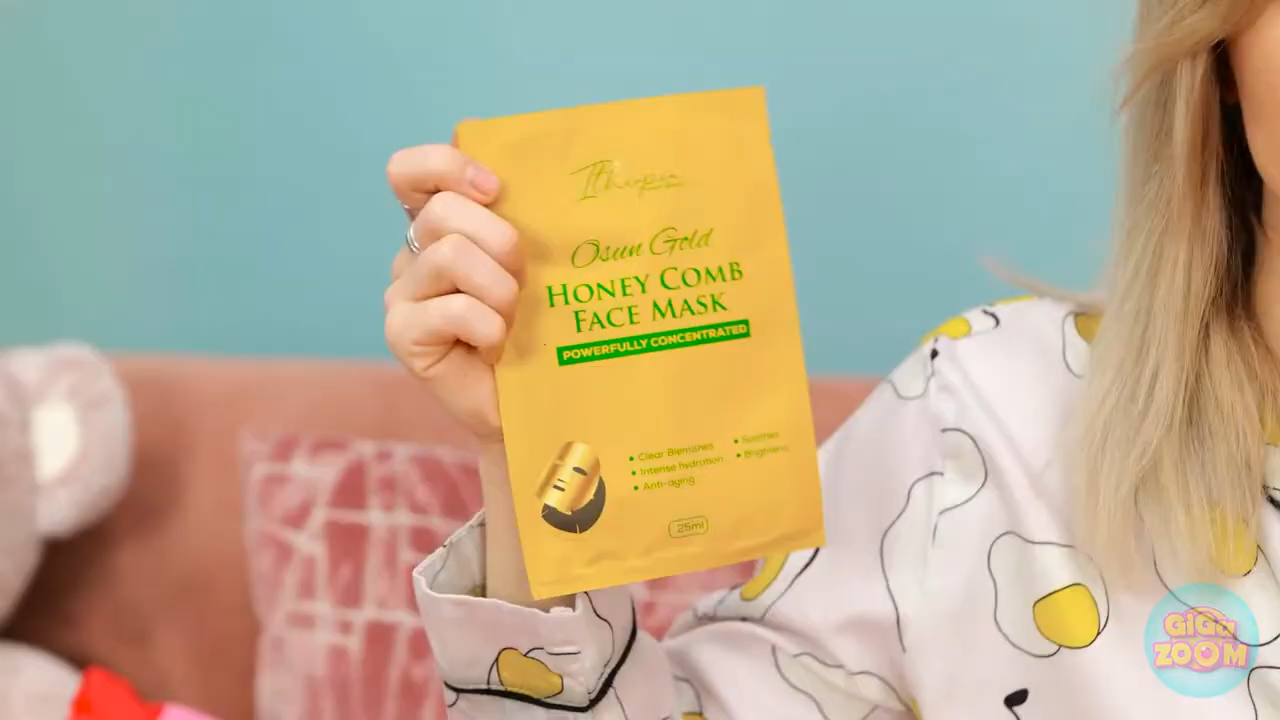 Osun Gold
HONEY COMB
FACE MASK
POWERFULLY CONCENTRATED
• Clear Blemishes
• Intense hydration
• Anti-aging
• Soothes
• Brightens
25ml
GIGA
ZOOM